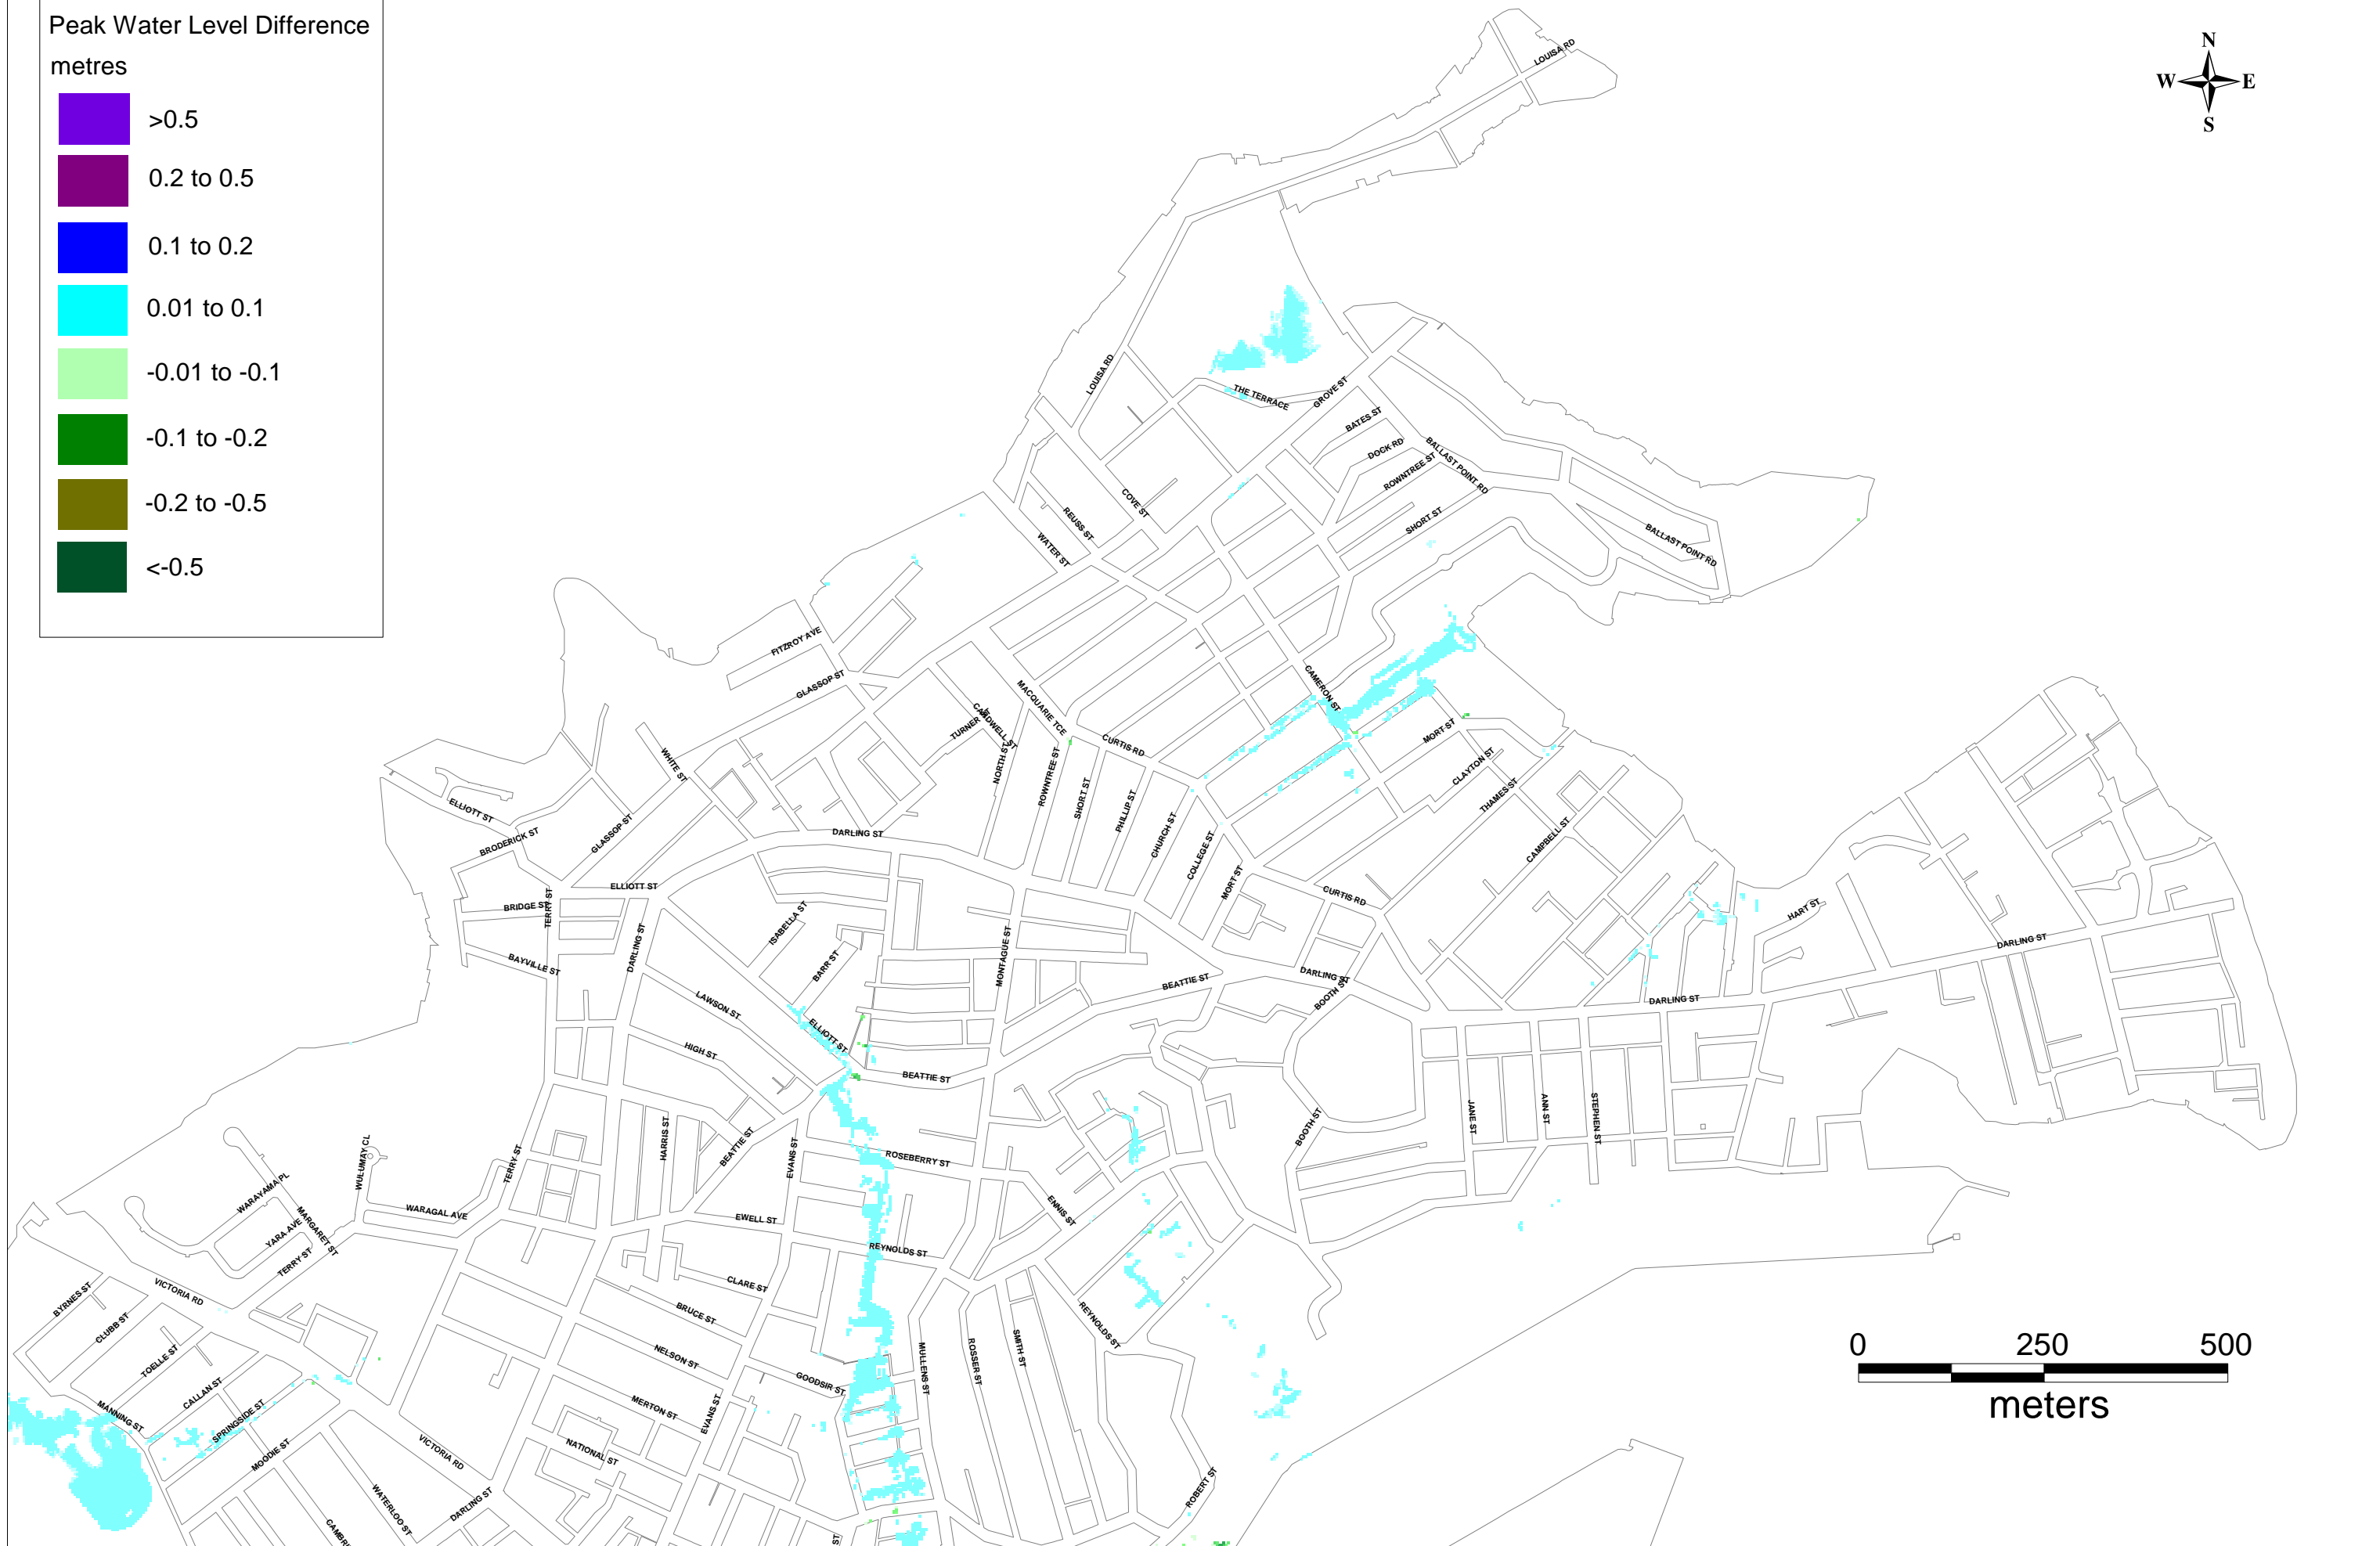 Peak Water Level Difference
metres
>0.5
0.2 to 0.5
0.1 to 0.2
0.01 to 0.1
-0.01 to -0.1
-0.1 to -0.2
-0.2 to -0.5
<-0.5
N
W E
S
LOUISA RD
LOUISA RD
THE TERRACE
GROVE ST
BATES ST
DOCK RD
BALLAST POINT RD
ROWNTREE ST
COVE ST
REUSS ST
SHORT ST
WATER ST
BALLAST POINT RD
FITZROY AVE
GLASSOP ST
MACQUARIE TCE
CAMERON ST
CARDWELL ST
TURNER
CURTIS RD
MORT ST
WHITE ST
NORTH ST
ROWNTREE ST
CLAYTON ST
SHORT ST
THAMES ST
PHILLIP ST
ELLIOTT ST
DARLING ST
GLASSOP ST
BRODERICK ST
CHURCH ST
CAMPBELL ST
COLLEGE ST
ELLIOTT ST
MORT ST
CURTIS RD
BRIDGE ST
TERRY ST
ISABELLA ST
HART ST
DARLING ST
DARLING ST
MONTAGUE ST
BAYVILLE ST
BARR ST
DARLING ST
BEATTIE ST
BOOTH ST
DARLING ST
LAWSON ST
ELLIOTT ST
HIGH ST
BEATTIE ST
JANE ST
ANN ST
STEPHEN ST
BOOTH ST
HARRIS ST
BEATTIE ST
EVANS ST
ROSEBERRY ST
WULUMAY CL
TERRY ST
WARAYAMA PL
WARAGAL AVE
MARGARET ST
YARA AVE
EWELL ST
ENNIS ST
REYNOLDS ST
TERRY ST
VICTORIA RD
BYRNES ST
CLARE ST
BRUCE ST
CLUBB ST
REYNOLDS ST
SMITH ST
ROSSER ST
MULLENS ST
TOELLE ST
NELSON ST
GOODSIR ST
CALLAN ST
MERTON ST
EVANS ST
MANNING ST
SPRINGSIDE ST
MOODIE ST
VICTORIA RD
NATIONAL ST
WATERLOO ST
DARLING ST
ROBERT ST
ST
0 250 500
meters